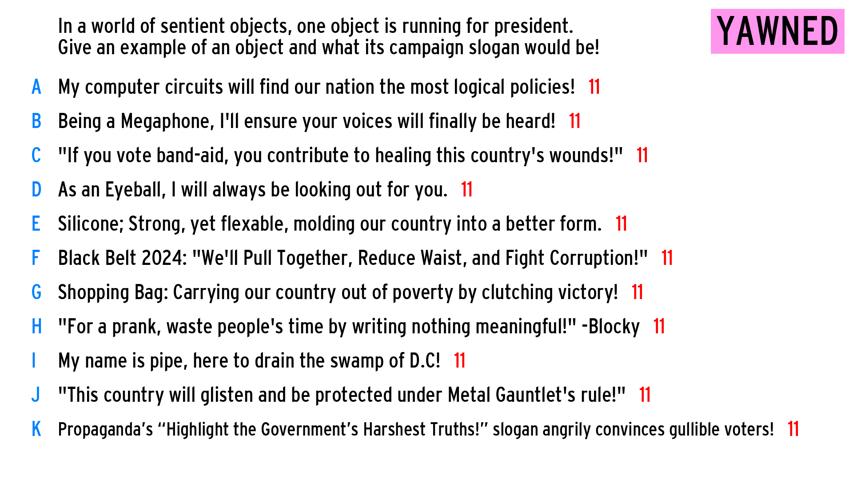 In a world of sentient objects, one object is running for president.
Give an example of an object and what its campaign slogan would be!
YAWNED
A My computer circuits will find our nation the most logical policies! 11
B Being a Megaphone, I'll ensure your voices will finally be heard! 11
C "If you vote band-aid, you contribute to healing this country's wounds!" 11
D As an Eyeball, I will always be looking out for you. 11
E Silicone; Strong, yet flexable, molding our country into a better form. 11
F Black Belt 2024: "We'll Pull Together, Reduce Waist, and Fight Corruption!" 11
G Shopping Bag: Carrying our country out of poverty by clutching victory! 11
H "For a prank, waste people's time by writing nothing meaningful!" -Blocky 11
I My name is pipe, here to drain the swamp of D.C! 11
J "This country will glisten and be protected under Metal Gauntlet's rule!" 11
K Propaganda’s “Highlight the Government’s Harshest Truths!” slogan angrily convinces gullible voters! 11